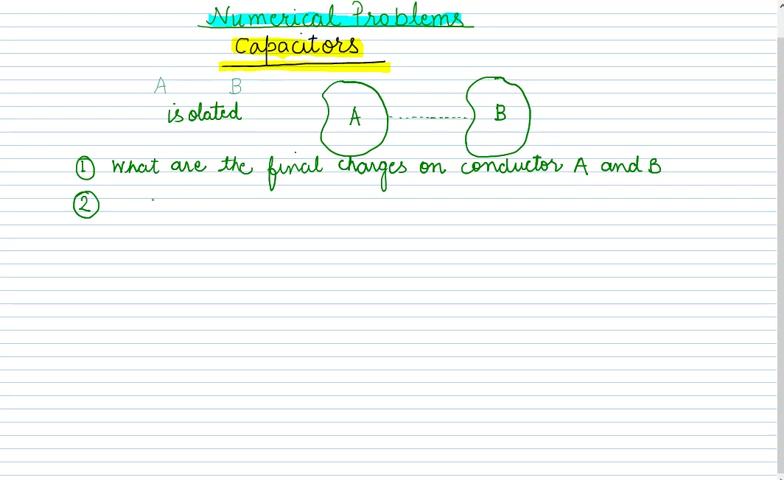 Numerical Problems
Capacitors
A B
isolated A B
① What are the final charges on conductor A and B
②